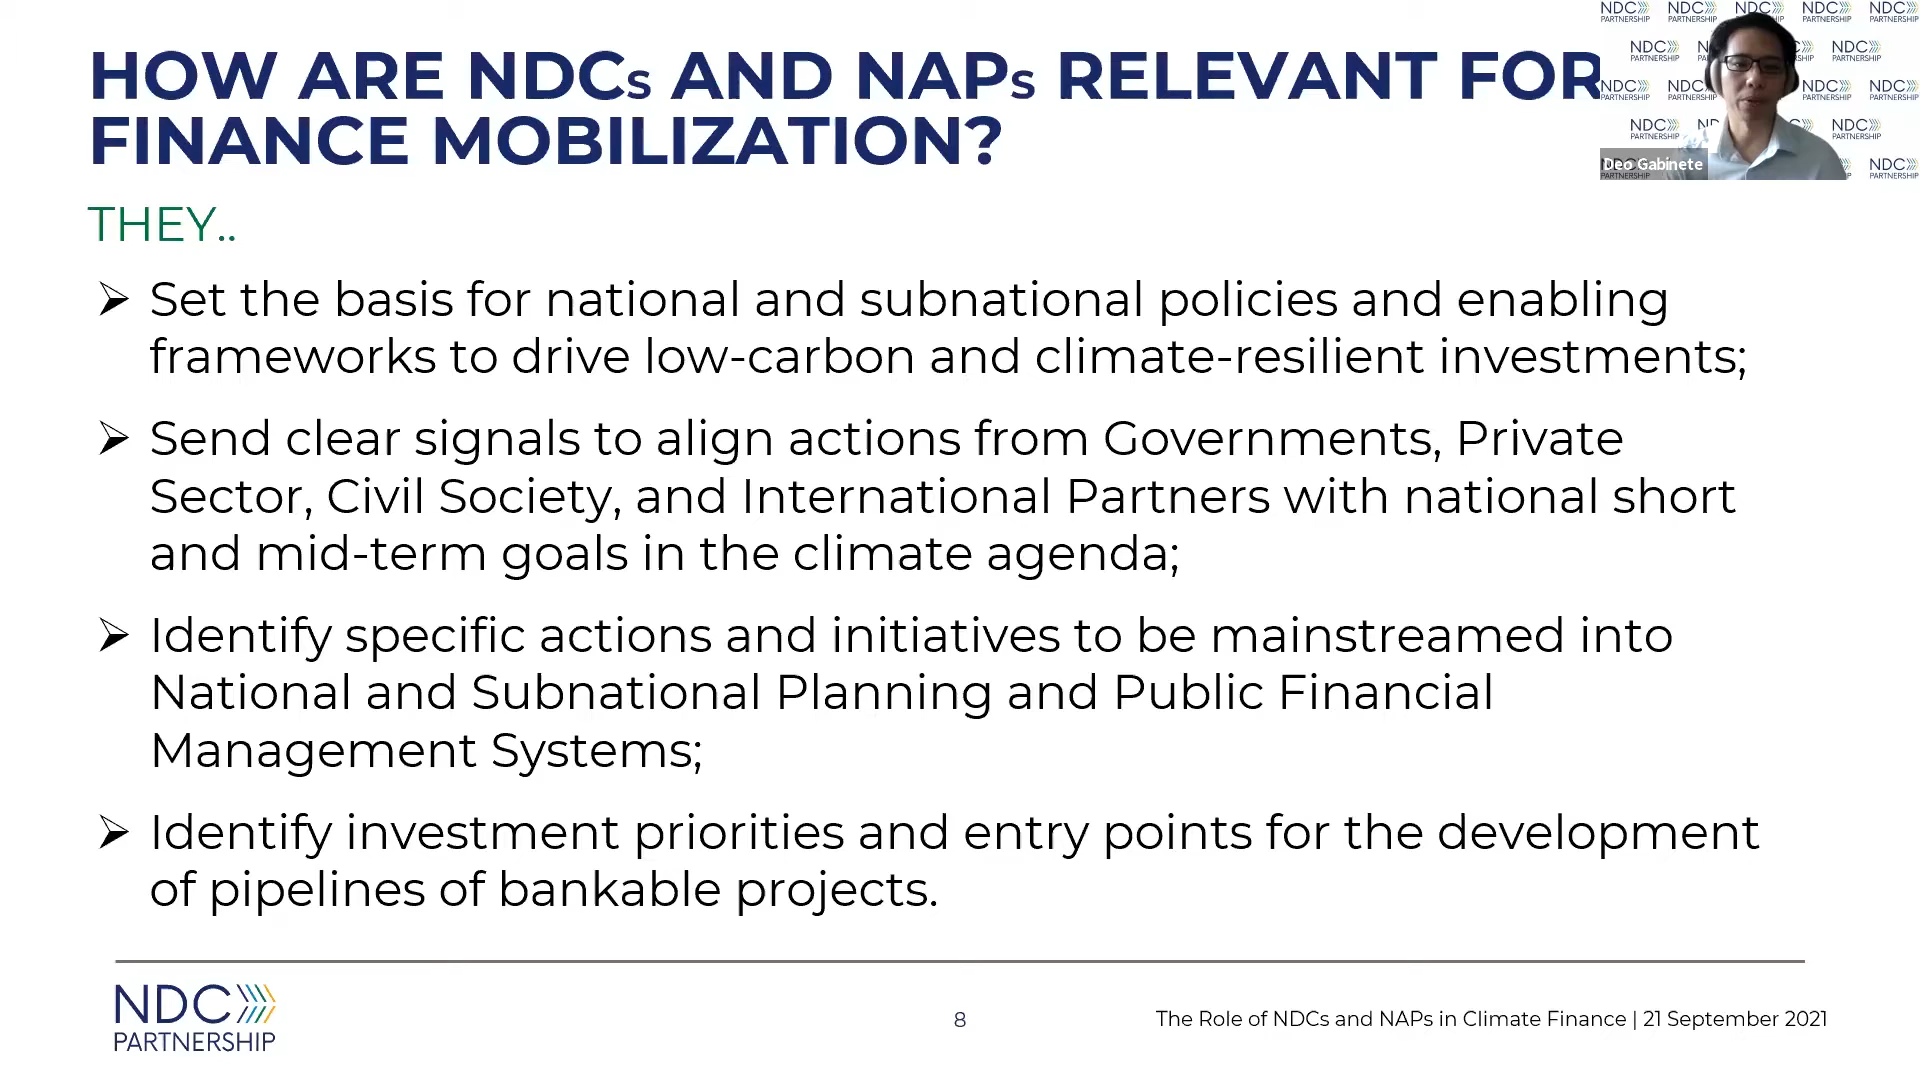 HOW ARE NDCs AND NAPs RELEVANT FOR
FINANCE MOBILIZATION?
NDC
PARTNERSHIP
Deo Gabinete
THEY..
➢ Set the basis for national and subnational policies and enabling
frameworks to drive low-carbon and climate-resilient investments;
➢ Send clear signals to align actions from Governments, Private
Sector, Civil Society, and International Partners with national short
and mid-term goals in the climate agenda;
➢ Identify specific actions and initiatives to be mainstreamed into
National and Subnational Planning and Public Financial
Management Systems;
➢ Identify investment priorities and entry points for the development
of pipelines of bankable projects.
NDC
PARTNERSHIP
8
The Role of NDCs and NAPs in Climate Finance | 21 September 2021